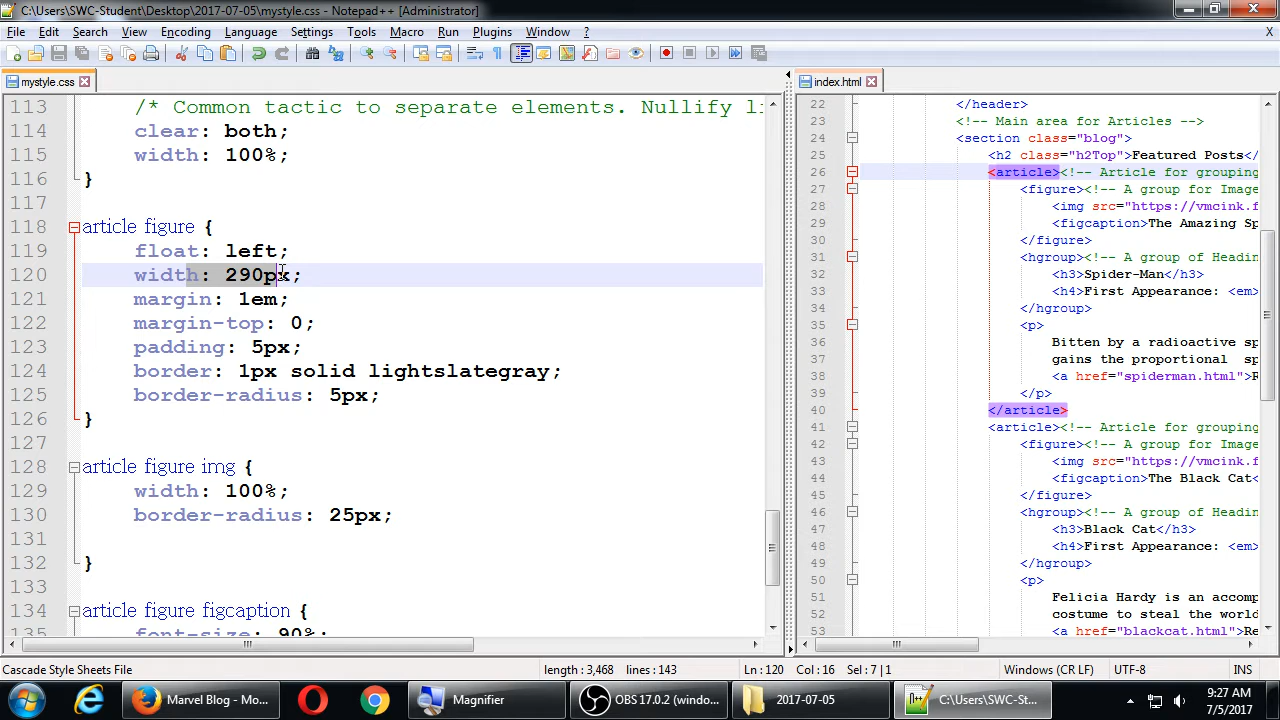 C:\Users\SWC-Student\Desktop\2017-07-05\mystyle.css - Notepad++ [Administrator]
File Edit Search View Encoding Language Settings Tools Macro Run Plugins Window ? X
mystyle.css
113 /* Common tactic to separate elements. Nullify li
114 clear: both;
115 width: 100%;
116 }
117
118 article figure {
119 float: left;
120 width: 290px;
121 margin: 1em;
122 margin-top: 0;
123 padding: 5px;
124 border: 1px solid lightslategray;
125 border-radius: 5px;
126 }
127
128 article figure img {
129 width: 100%;
130 border-radius: 25px;
131
132 }
133
134 article figure figcaption {
135 font-size: 90%;
index.html
22 </header>
23 <!-- Main area for Articles -->
24 <section class="blog">
25 <h2 class="h2Top">Featured Posts</
26 <article><!-- Article for grouping
27 <figure><!-- A group for Image
28 <img src="https://vmcink.f
29 <figcaption>The Amazing Sp
30 </figure>
31 <hgroup><!-- A group of Headin
32 <h3>Spider-Man</h3>
33 <h4>First Appearance: <em>
34 </hgroup>
35 <p>
36 Bitten by a radioactive sp
37 gains the proportional sp
38 <a href="spiderman.html">R
39 </p>
40 </article>
41 <article><!-- Article for grouping
42 <figure><!-- A group for Image
43 <img src="https://vmcink.f
44 <figcaption>The Black Cat<
45 </figure>
46 <hgroup><!-- A group of Headin
47 <h3>Black Cat</h3>
48 <h4>First Appearance: <em>
49 </hgroup>
50 <p>
51 Felicia Hardy is an accomp
52 costume to steal the world
53 <a href="blackcat.html">Re
Cascade Style Sheets File length : 3,468 lines : 143 Ln : 120 Col : 16 Sel : 7 | 1 Windows (CR LF) UTF-8 INS
Marvel Blog - Mo... Magnifier OBS 17.0.2 (windo... 2017-07-05 C:\Users\SWC-St...
9:27 AM
7/5/2017